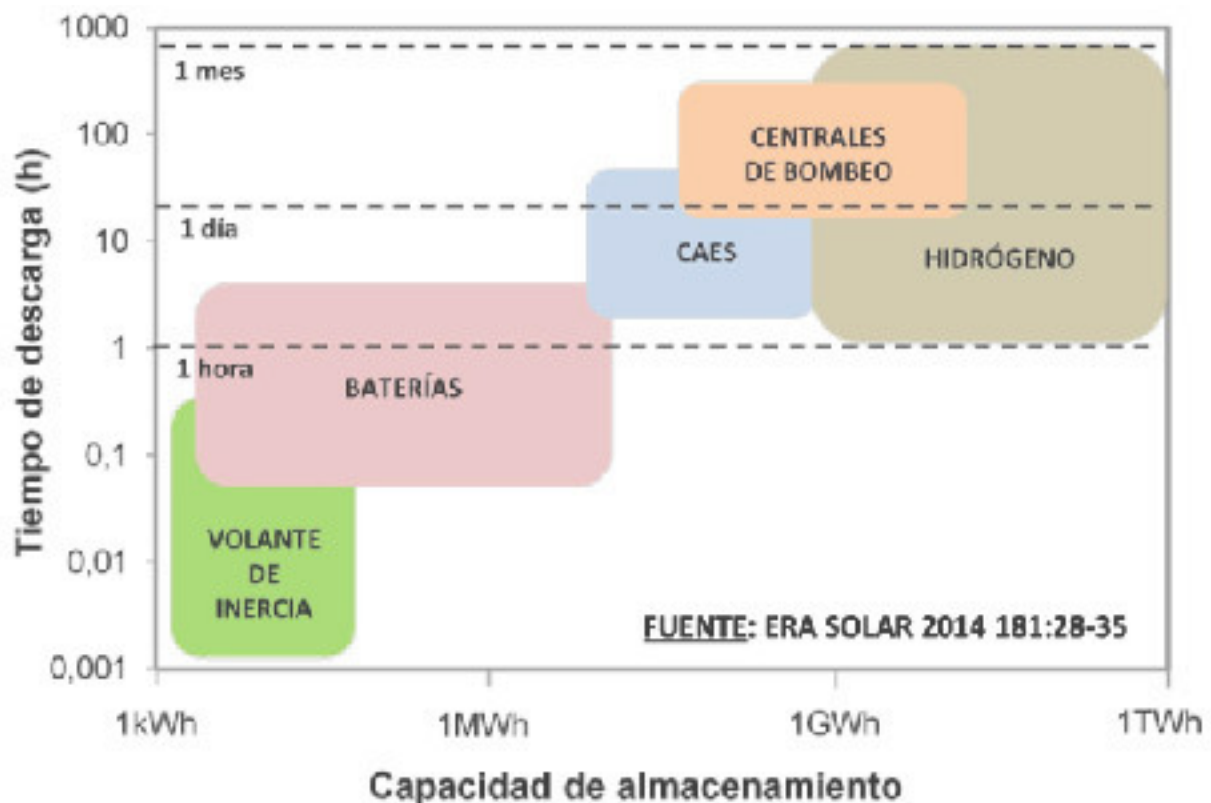 1000
1 mes
100
CENTRALES
DE BOMBEO
1 día
10
CAES
HIDRÓGENO
1
1 hora
BATERÍAS
0,1
VOLANTE
DE
INERCIA
0,01
FUENTE: ERA SOLAR 2014 181:28-35
0,001
1kWh 1MWh 1GWh 1TWh
Tiempo de descarga (h)
Capacidad de almacenamiento